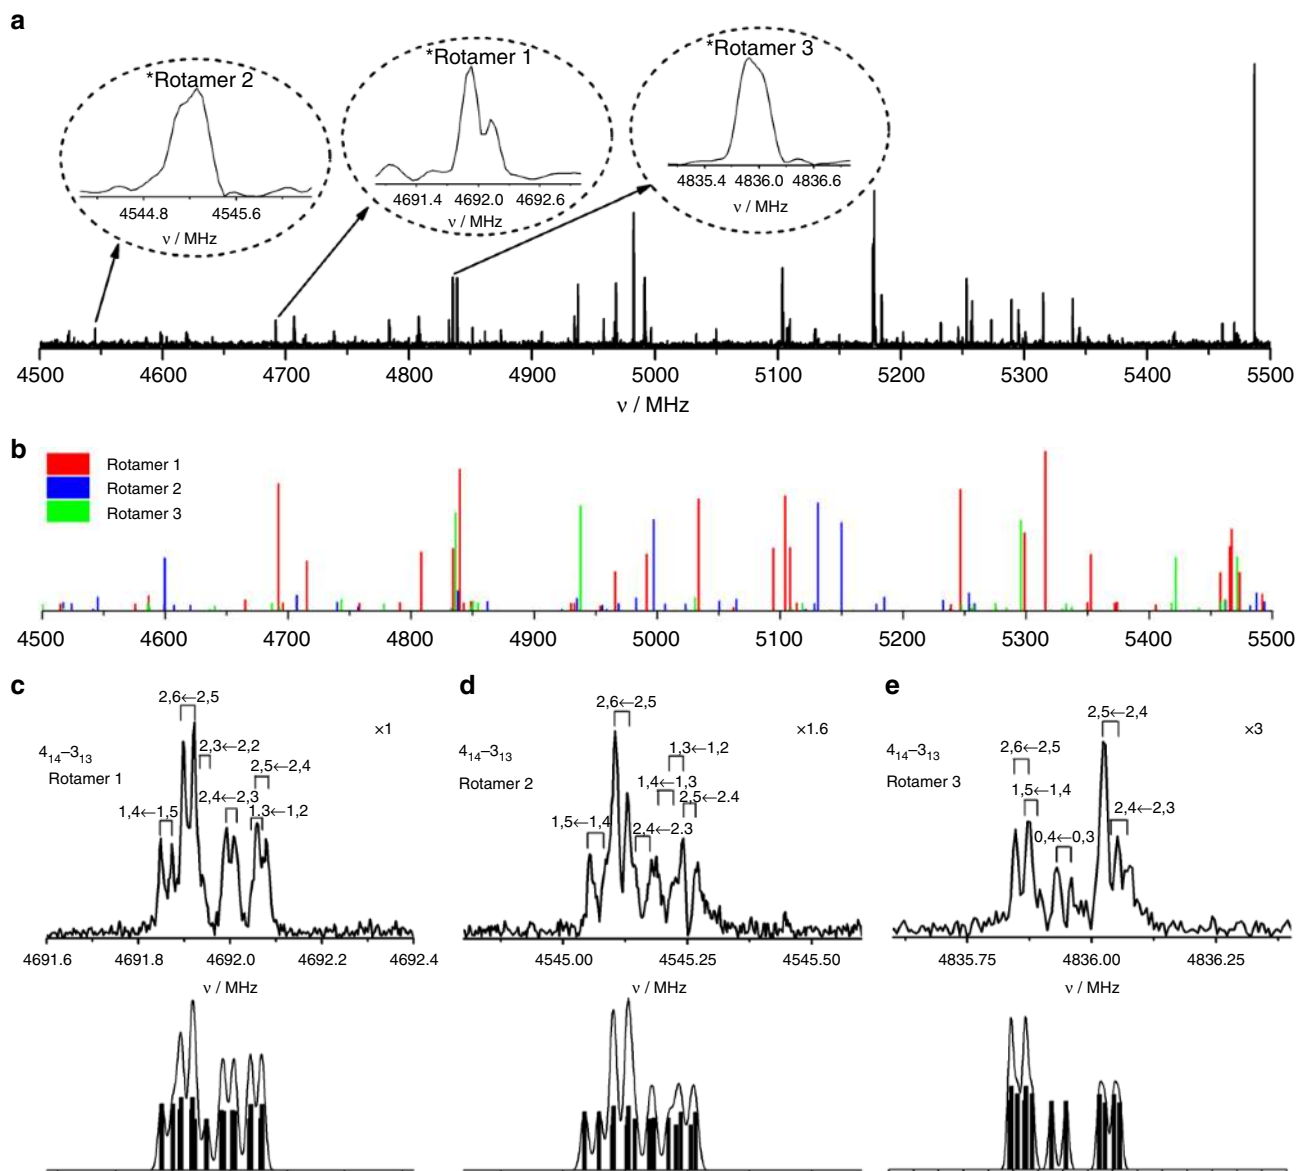 a
*Rotamer 2
*Rotamer 1
*Rotamer 3
4544.8 4545.6
ν / MHz
4691.4 4692.0 4692.6
ν / MHz
4835.4 4836.0 4836.6
ν / MHz
4500 4600 4700 4800 4900 5000 5100 5200 5300 5400 5500
ν / MHz
b
Rotamer 1
Rotamer 2
Rotamer 3
4500 4600 4700 4800 4900 5000 5100 5200 5300 5400 5500
c
2,6←2,5
×1
4₁₄–3₁₃
Rotamer 1
2,3←2,2
2,5←2,4
1,4←1,5
2,4←2,3
1,3←1,2
4691.6 4691.8 4692.0 4692.2 4692.4
ν / MHz
d
2,6←2,5
×1.6
4₁₄–3₁₃
Rotamer 2
1,3←1,2
1,4←1,3
2,5←2.4
1,5←1,4
2,4←2.3
4545.00 4545.25 4545.50
ν / MHz
e
2,5←2,4
×3
4₁₄–3₁₃
Rotamer 3
2,6←2,5
1,5←1,4
0,4←0,3
2,4←2,3
4835.75 4836.00 4836.25
ν / MHz